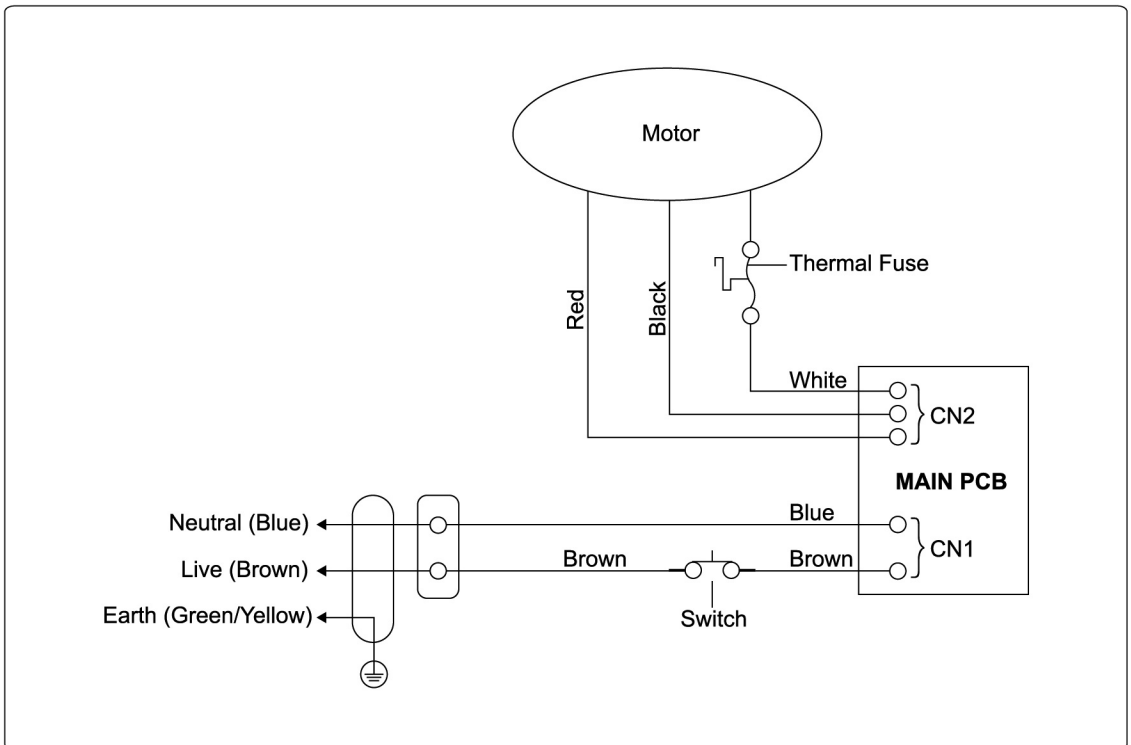 Motor
Thermal Fuse
Red
Black
White
CN2
MAIN PCB
Neutral (Blue)
Blue
CN1
Live (Brown)
Brown
Brown
Earth (Green/Yellow)
Switch